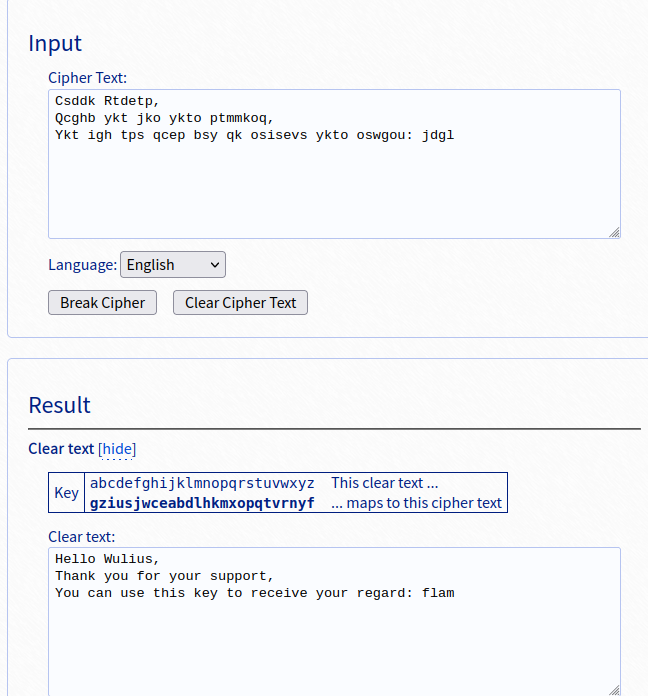 Input
Cipher Text:
Csddk Rtdetp,
Qcghb ykt jko ykto ptmmkoq,
Ykt igh tps qcep bsy qk osisevs ykto oswgou: jdgl
Language: English
Break Cipher Clear Cipher Text
Result
Clear text [hide]
Key abcdefghijklmnopqrstuvwxyz This clear text ...
gziusjwceabdlhkmxopqtvrnyf ... maps to this cipher text
Clear text:
Hello Wulius,
Thank you for your support,
You can use this key to receive your regard: flam